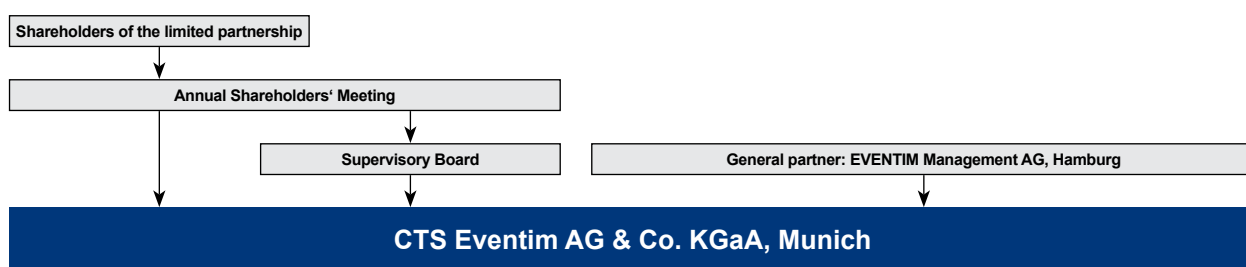 Shareholders of the limited partnership
Annual Shareholders‘ Meeting
Supervisory Board
General partner: EVENTIM Management AG, Hamburg
CTS Eventim AG & Co. KGaA, Munich